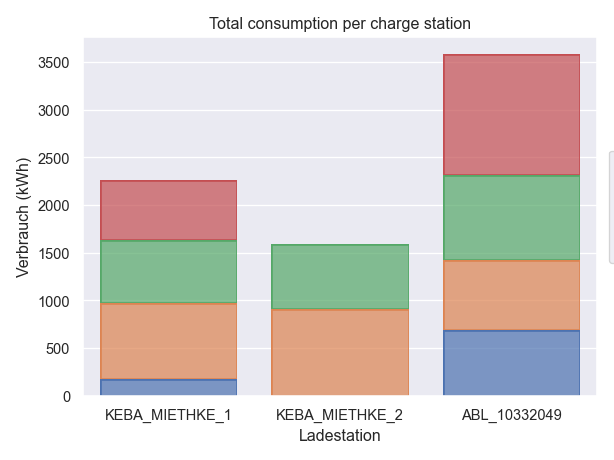 Total consumption per charge station
Verbrauch (kWh)
3500
3000
2500
2000
1500
1000
500
0
KEBA_MIETHKE_1 KEBA_MIETHKE_2 ABL_10332049
Ladestation